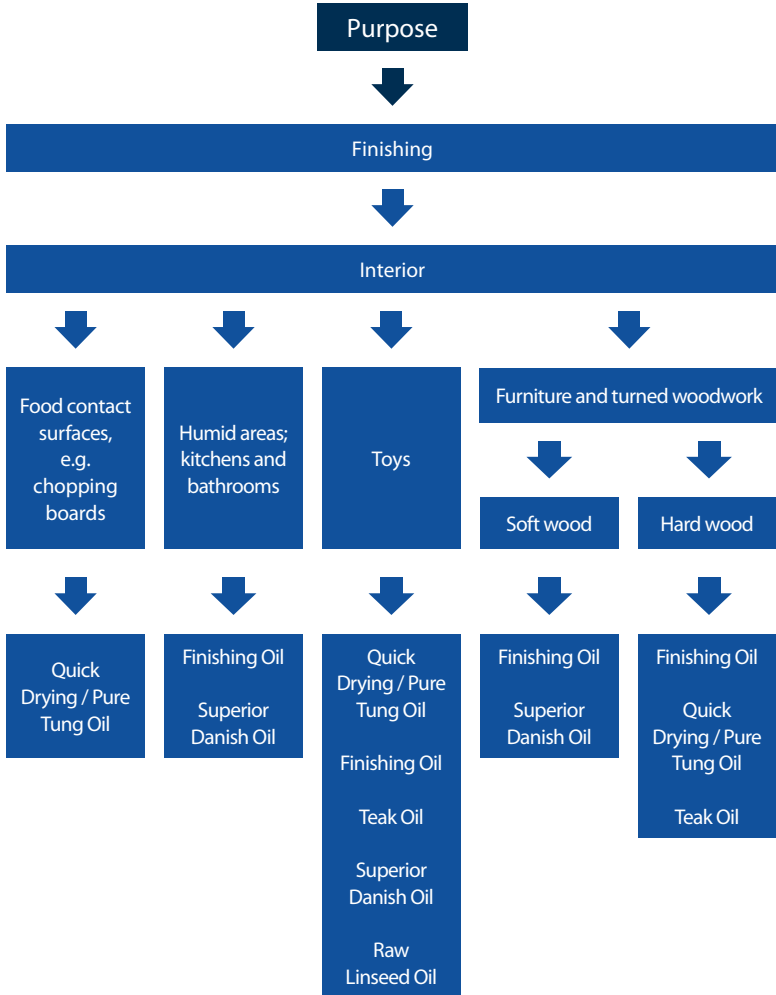 Purpose
Finishing
Interior
Food contact
surfaces,
e.g.
chopping
boards
Humid areas;
kitchens and
bathrooms
Toys
Furniture and turned woodwork
Soft wood
Hard wood
Quick
Drying / Pure
Tung Oil
Finishing Oil
Superior
Danish Oil
Quick
Drying / Pure
Tung Oil
Finishing Oil
Teak Oil
Superior
Danish Oil
Raw
Linseed Oil
Finishing Oil
Superior
Danish Oil
Finishing Oil
Quick
Drying / Pure
Tung Oil
Teak Oil